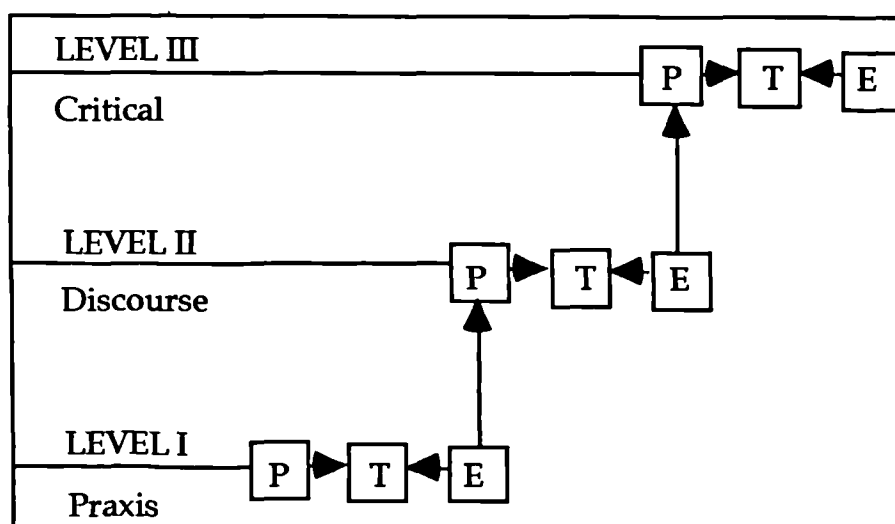 LEVEL III
P T E
Critical
LEVEL II
P T E
Discourse
LEVEL I
P T E
Praxis